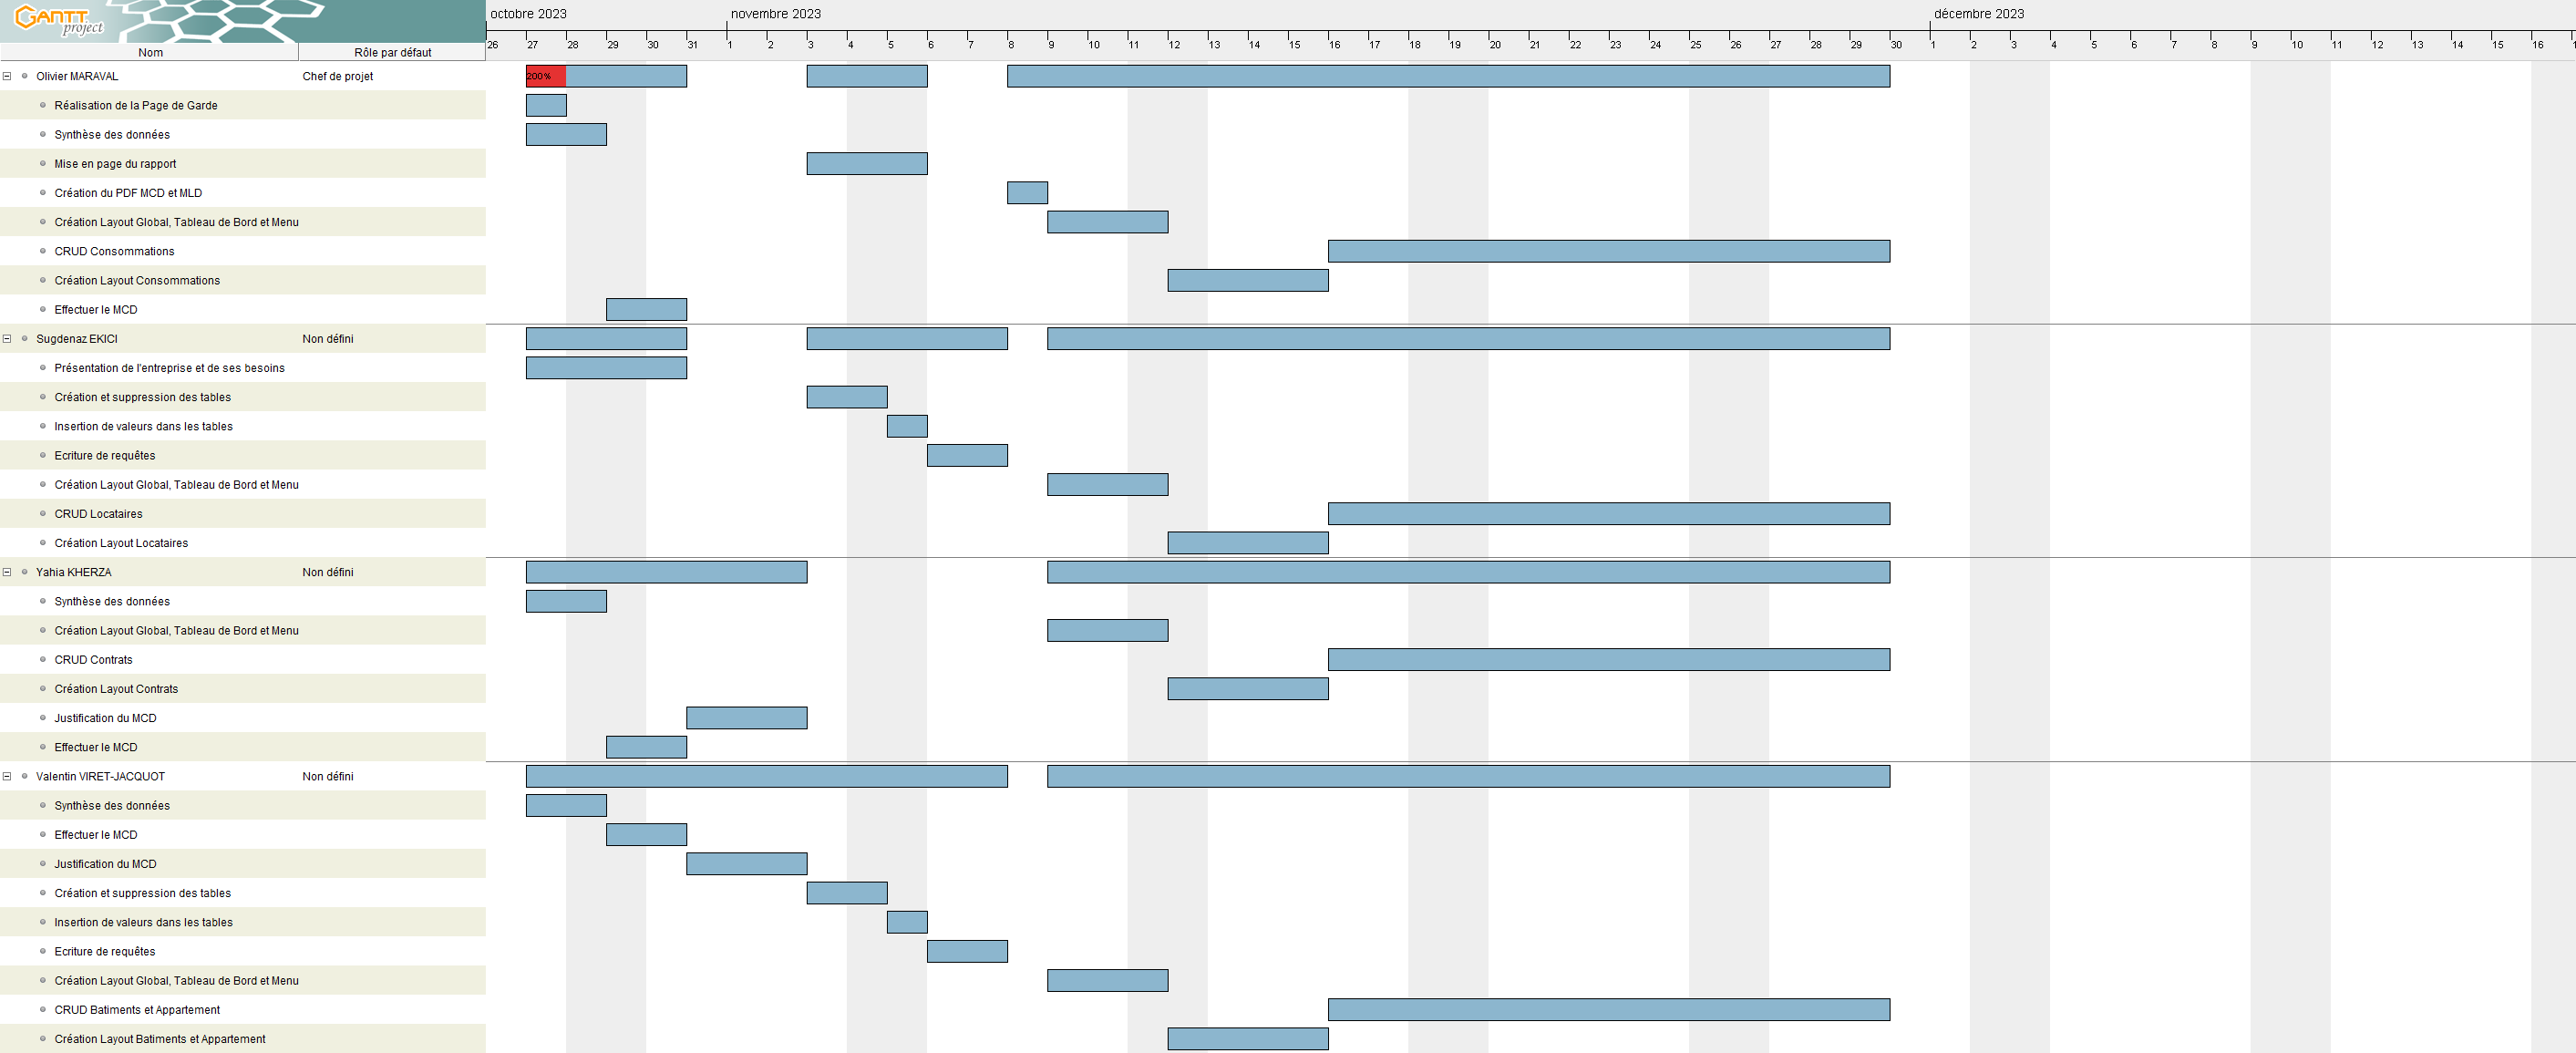 GANTT
project
octobre 2023 novembre 2023 décembre 2023
26 27 28 29 30 31 1 2 3 4 5 6 7 8 9 10 11 12 13 14 15 16 17 18 19 20 21 22 23 24 25 26 27 28 29 30 1 2 3 4 5 6 7 8 9 10 11 12 13 14 15 16
Nom Rôle par défaut
Olivier MARAVAL Chef de projet 200%
Réalisation de la Page de Garde
Synthèse des données
Mise en page du rapport
Création du PDF MCD et MLD
Création Layout Global, Tableau de Bord et Menu
CRUD Consommations
Création Layout Consommations
Effectuer le MCD
Sugdenaz EKICI Non défini
Présentation de l'entreprise et de ses besoins
Création et suppression des tables
Insertion de valeurs dans les tables
Ecriture de requêtes
Création Layout Global, Tableau de Bord et Menu
CRUD Locataires
Création Layout Locataires
Yahia KHERZA Non défini
Synthèse des données
Création Layout Global, Tableau de Bord et Menu
CRUD Contrats
Création Layout Contrats
Justification du MCD
Effectuer le MCD
Valentin VIRET-JACQUOT Non défini
Synthèse des données
Effectuer le MCD
Justification du MCD
Création et suppression des tables
Insertion de valeurs dans les tables
Ecriture de requêtes
Création Layout Global, Tableau de Bord et Menu
CRUD Batiments et Appartement
Création Layout Batiments et Appartement